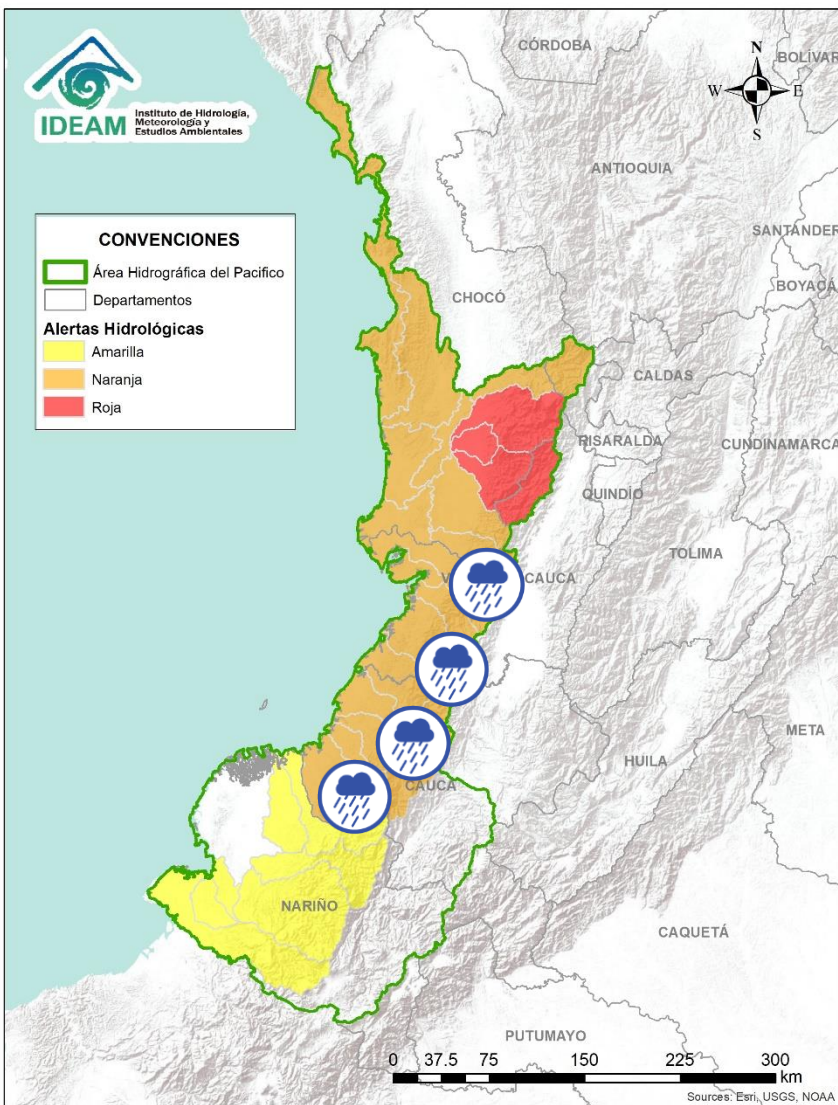 IDEAM
Instituto de Hidrología,
Meteorología y
Estudios Ambientales
CÓRDOBA
BOLÍVAR
N
W
E
S
ANTIOQUIA
SANTANDER
BOYACÁ
CONVENCIONES
Área Hidrográfica del Pacifico
Departamentos
Alertas Hidrológicas
Amarilla
Naranja
Roja
CHOCÓ
CALDAS
RISARALDA
CUNDINAMARCA
QUINDÍO
TOLIMA
CAUCA
META
HUILA
CAUCA
NARIÑO
CAQUETÁ
PUTUMAYO
0 37.5 75 150 225 300
km
Sources: Esri, USGS, NOAA